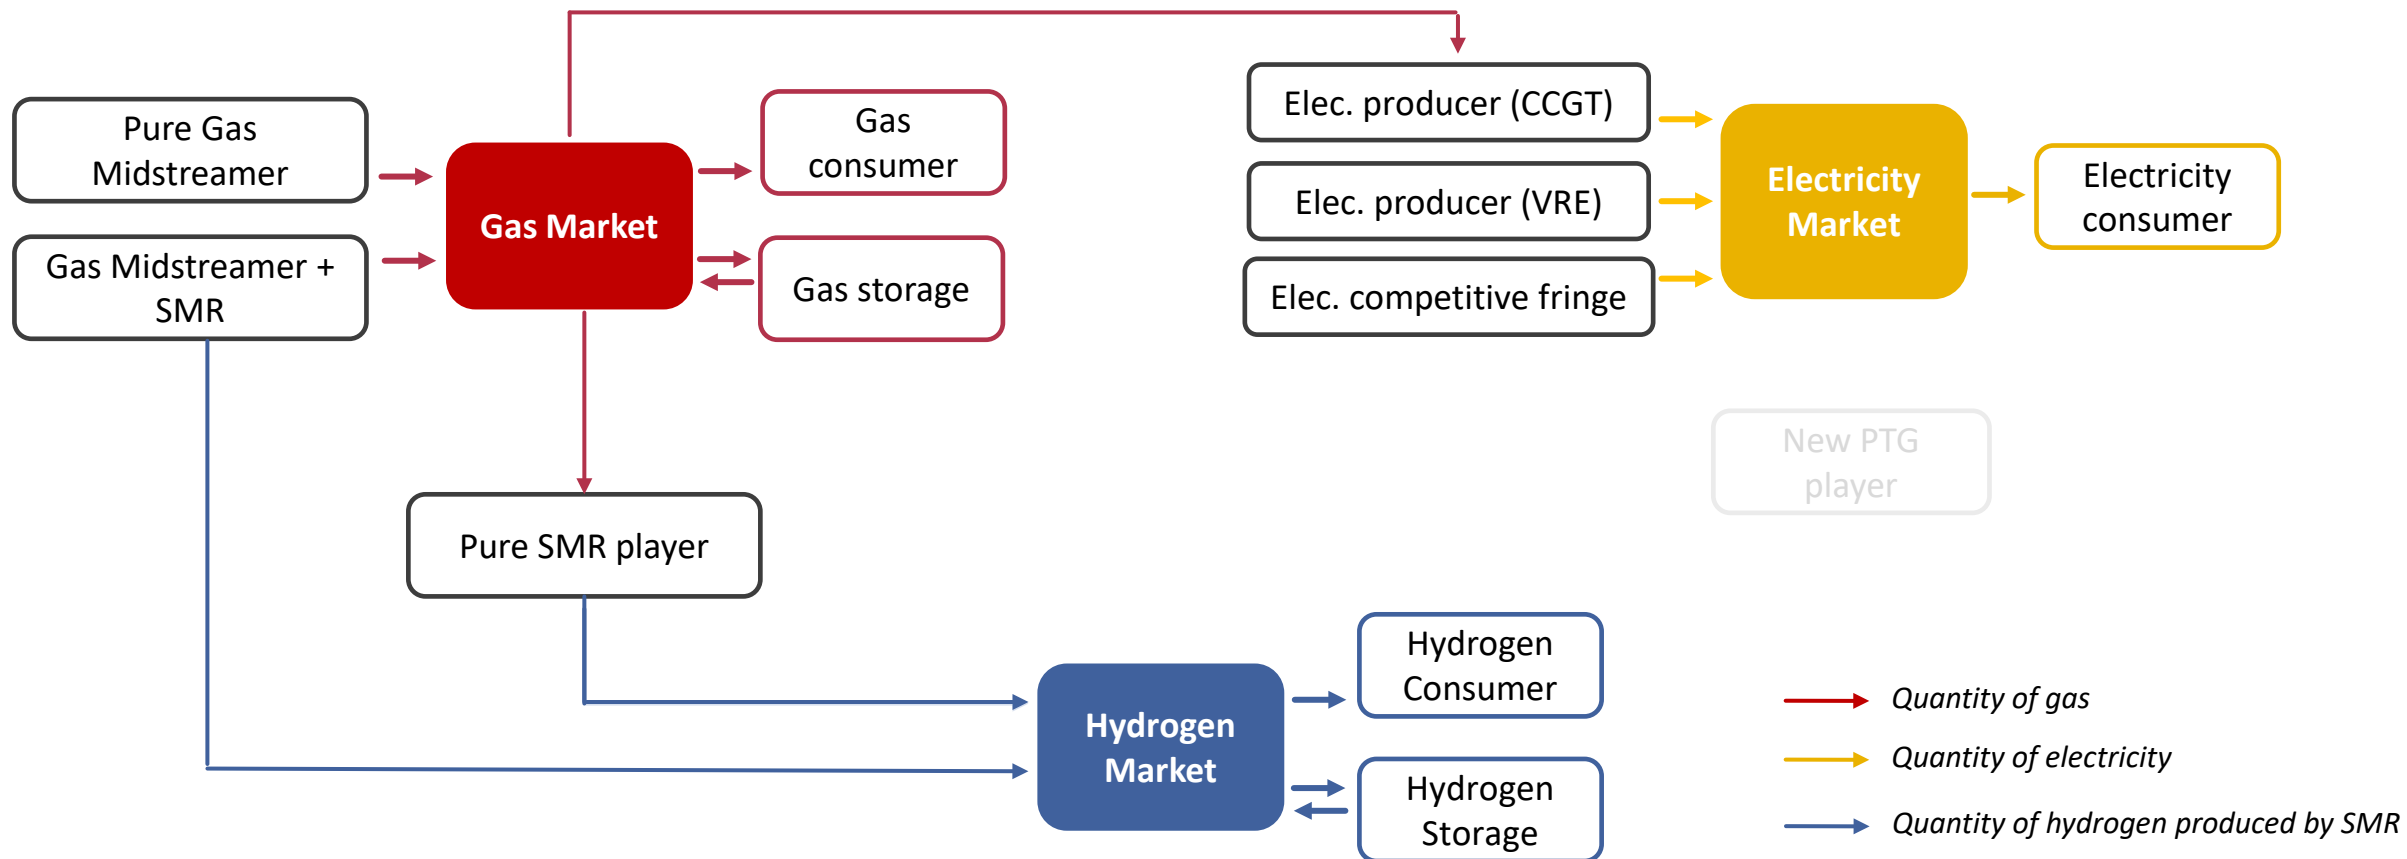 Pure Gas
Midstreamer
Gas Midstreamer +
SMR
Gas Market
Gas
consumer
Gas storage
Elec. producer (CCGT)
Elec. producer (VRE)
Elec. competitive fringe
Electricity
Market
Electricity
consumer
New PTG
player
Pure SMR player
Hydrogen
Market
Hydrogen
Consumer
Hydrogen
Storage
Quantity of gas
Quantity of electricity
Quantity of hydrogen produced by SMR